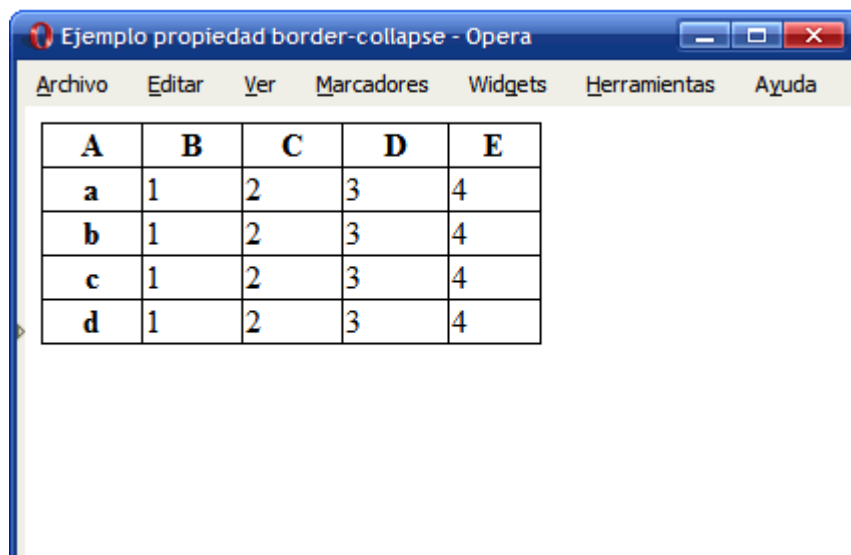 Ejemplo propiedad border-collapse - Opera
Archivo Editar Ver Marcadores Widgets Herramientas Ayuda
A B C D E
a 1 2 3 4
b 1 2 3 4
c 1 2 3 4
d 1 2 3 4